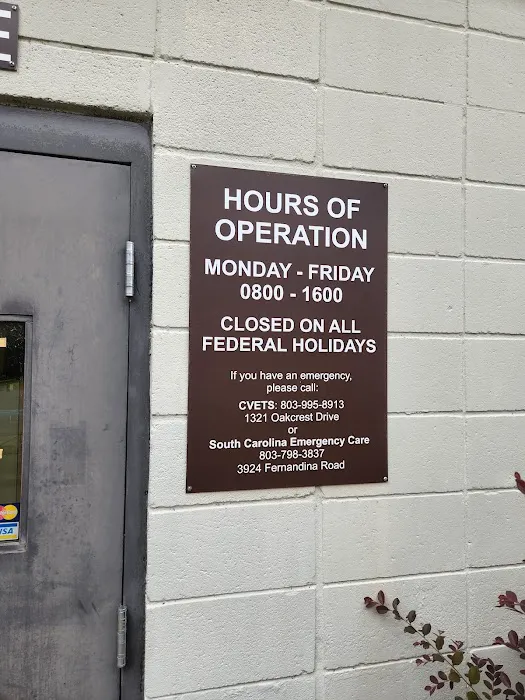 E
HOURS OF
OPERATION
MONDAY - FRIDAY
0800 - 1600
CLOSED ON ALL
FEDERAL HOLIDAYS
If you have an emergency,
please call:
CVETS: 803-995-8913
1321 Oakcrest Drive
or
South Carolina Emergency Care
803-798-3837
3924 Fernandina Road
VISA